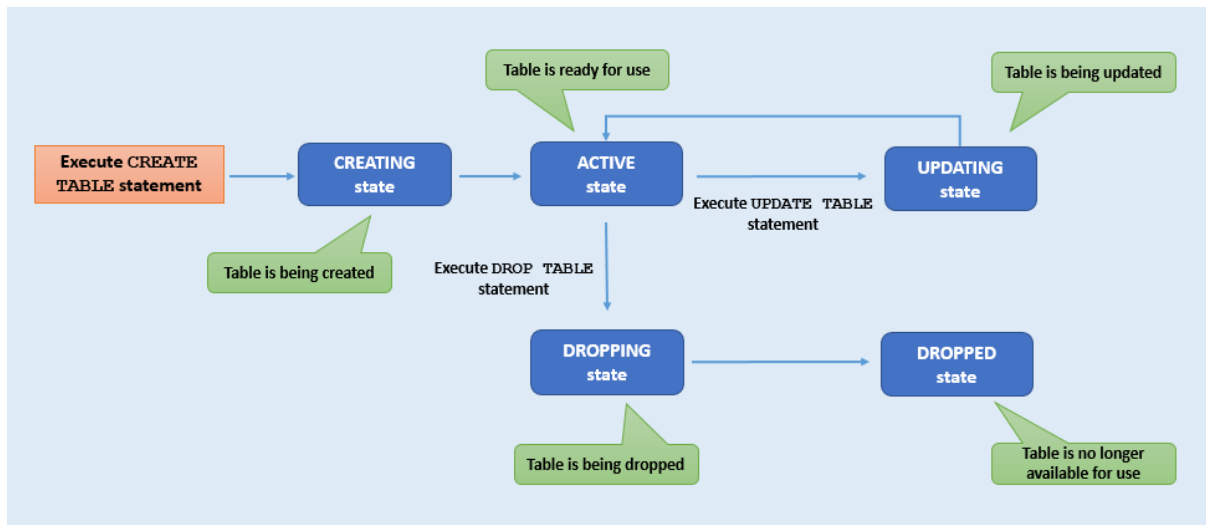 Table is ready for use
Table is being updated
Execute CREATE
TABLE statement
CREATING
state
ACTIVE
state
UPDATING
state
Execute UPDATE TABLE
statement
Table is being created
Execute DROP TABLE
statement
DROPPING
state
DROPPED
state
Table is being dropped
Table is no longer
available for use